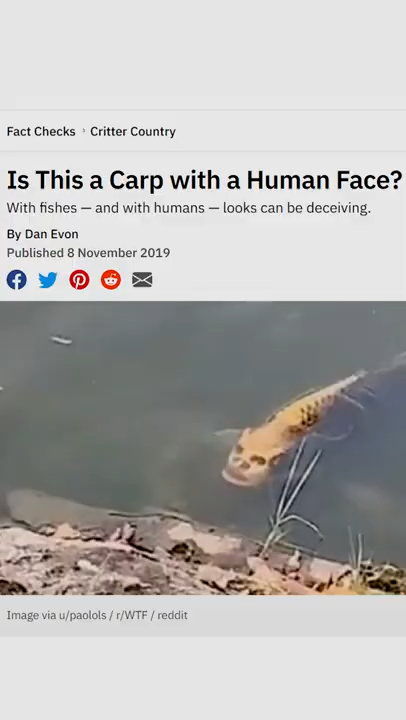 Fact Checks › Critter Country
Is This a Carp with a Human Face?
With fishes — and with humans — looks can be deceiving.
By Dan Evon
Published 8 November 2019
Image via u/paolols / r/WTF / reddit